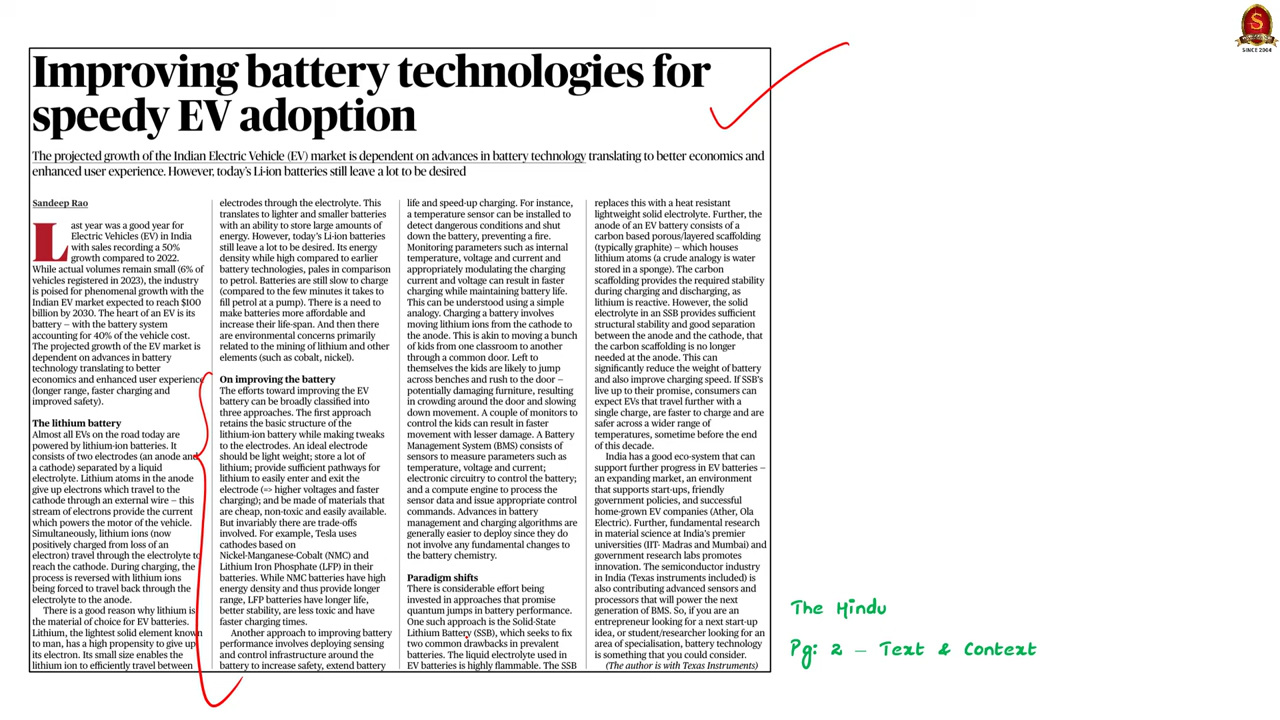 SINCE 2004
Improving battery technologies for
speedy EV adoption
The projected growth of the Indian Electric Vehicle (EV) market is dependent on advances in battery technology translating to better economics and
enhanced user experience. However, today's Li-ion batteries still leave a lot to be desired
Sandeep Rao
Last year was a good year for
Electric Vehicles (EV) in India
with sales recording a 50%
growth compared to 2022.
While actual volumes remain small (6% of
vehicles registered in 2023), the industry
is poised for phenomenal growth with the
Indian EV market expected to reach $100
billion by 2030. The heart of an EV is its
battery – with the battery system
accounting for 40% of the vehicle cost.
The projected growth of the EV market is
dependent on advances in battery
technology translating to better
economics and enhanced user experience
(longer range, faster charging and
improved safety).
The lithium battery
Almost all EVs on the road today are
powered by lithium-ion batteries. It
consists of two electrodes (an anode and
a cathode) separated by a liquid
electrolyte. Lithium atoms in the anode
give up electrons which travel to the
cathode through an external wire – this
stream of electrons provide the current
which powers the motor of the vehicle.
Simultaneously, lithium ions (now
positively charged from loss of an
electron) travel through the electrolyte to
reach the cathode. During charging, the
process is reversed with lithium ions
being forced to travel back through the
electrolyte to the anode.
There is a good reason why lithium is
the material of choice for EV batteries.
Lithium, the lightest solid element known
to man, has a high propensity to give up
its electron. Its small size enables the
lithium ion to efficiently travel between
electrodes through the electrolyte. This
translates to lighter and smaller batteries
with an ability to store large amounts of
energy. However, today's Li-ion batteries
still leave a lot to be desired. Its energy
density while high compared to earlier
battery technologies, pales in comparison
to petrol. Batteries are still slow to charge
(compared to the few minutes it takes to
fill petrol at a pump). There is a need to
make batteries more affordable and
increase their life-span. And then there
are environmental concerns primarily
related to the mining of lithium and other
elements (such as cobalt, nickel).
On improving the battery
The efforts toward improving the EV
battery can be broadly classified into
three approaches. The first approach
retains the basic structure of the
lithium-ion battery while making tweaks
to the electrodes. An ideal electrode
should be light weight; store a lot of
lithium; provide sufficient pathways for
lithium to easily enter and exit the
electrode (=> higher voltages and faster
charging); and be made of materials that
are cheap, non-toxic and easily available.
But invariably there are trade-offs
involved. For example, Tesla uses
cathodes based on
Nickel-Manganese-Cobalt (NMC) and
Lithium Iron Phosphate (LFP) in their
batteries. While NMC batteries have high
energy density and thus provide longer
range, LFP batteries have longer life,
better stability, are less toxic and have
faster charging times.
Another approach to improving battery
performance involves deploying sensing
and control infrastructure around the
battery to increase safety, extend battery
life and speed-up charging. For instance,
a temperature sensor can be installed to
detect dangerous conditions and shut
down the battery, preventing a fire.
Monitoring parameters such as internal
temperature, voltage and current and
appropriately modulating the charging
current and voltage can result in faster
charging while maintaining battery life.
This can be understood using a simple
analogy. Charging a battery involves
moving lithium ions from the cathode to
the anode. This is akin to moving a bunch
of kids from one classroom to another
through a common door. Left to
themselves the kids are likely to jump
across benches and rush to the door –
potentially damaging furniture, resulting
in crowding around the door and slowing
down movement. A couple of monitors to
control the kids can result in faster
movement with lesser damage. A Battery
Management System (BMS) consists of
sensors to measure parameters such as
temperature, voltage and current;
electronic circuitry to control the battery;
and a compute engine to process the
sensor data and issue appropriate control
commands. Advances in battery
management and charging algorithms are
generally easier to deploy since they do
not involve any fundamental changes to
the battery chemistry.
Paradigm shifts
There is considerable effort being
invested in approaches that promise
quantum jumps in battery performance.
One such approach is the Solid-State
Lithium Battery (SSB), which seeks to fix
two common drawbacks in prevalent
batteries. The liquid electrolyte used in
EV batteries is highly flammable. The SSB
replaces this with a heat resistant
lightweight solid electrolyte. Further, the
anode of an EV battery consists of a
carbon based porous/layered scaffolding
(typically graphite) – which houses
lithium atoms (a crude analogy is water
stored in a sponge). The carbon
scaffolding provides the required stability
during charging and discharging, as
lithium is reactive. However, the solid
electrolyte in an SSB provides sufficient
structural stability and good separation
between the anode and the cathode, that
the carbon scaffolding is no longer
needed at the anode. This can
significantly reduce the weight of battery
and also improve charging speed. If SSB's
live up to their promise, consumers can
expect EVs that travel further with a
single charge, are faster to charge and are
safer across a wider range of
temperatures, sometime before the end
of this decade.
India has a good eco-system that can
support further progress in EV batteries –
an expanding market, an environment
that supports start-ups, friendly
government policies, and successful
home-grown EV companies (Ather, Ola
Electric). Further, fundamental research
in material science at India's premier
universities (IIT- Madras and Mumbai) and
government research labs promotes
innovation. The semiconductor industry
in India (Texas instruments included) is
also contributing advanced sensors and
processors that will power the next
generation of BMS. So, if you are an
entrepreneur looking for a next start-up
idea, or student/researcher looking for an
area of specialisation, battery technology
is something that you could consider.
(The author is with Texas Instruments)
The Hindu
Pg: 2 – Text & Context